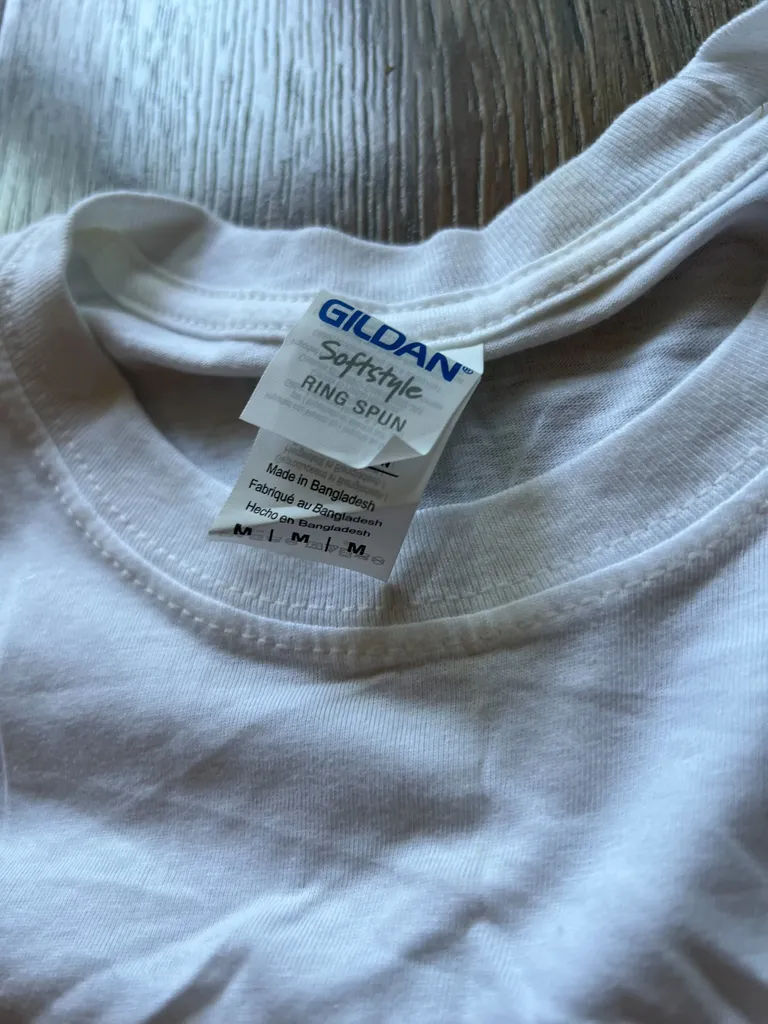 GILDAN®
Softstyle
RING SPUN
Made in Bangladesh
Fabriqué au Bangladesh
Hecho en Bangladesh
M | M | M